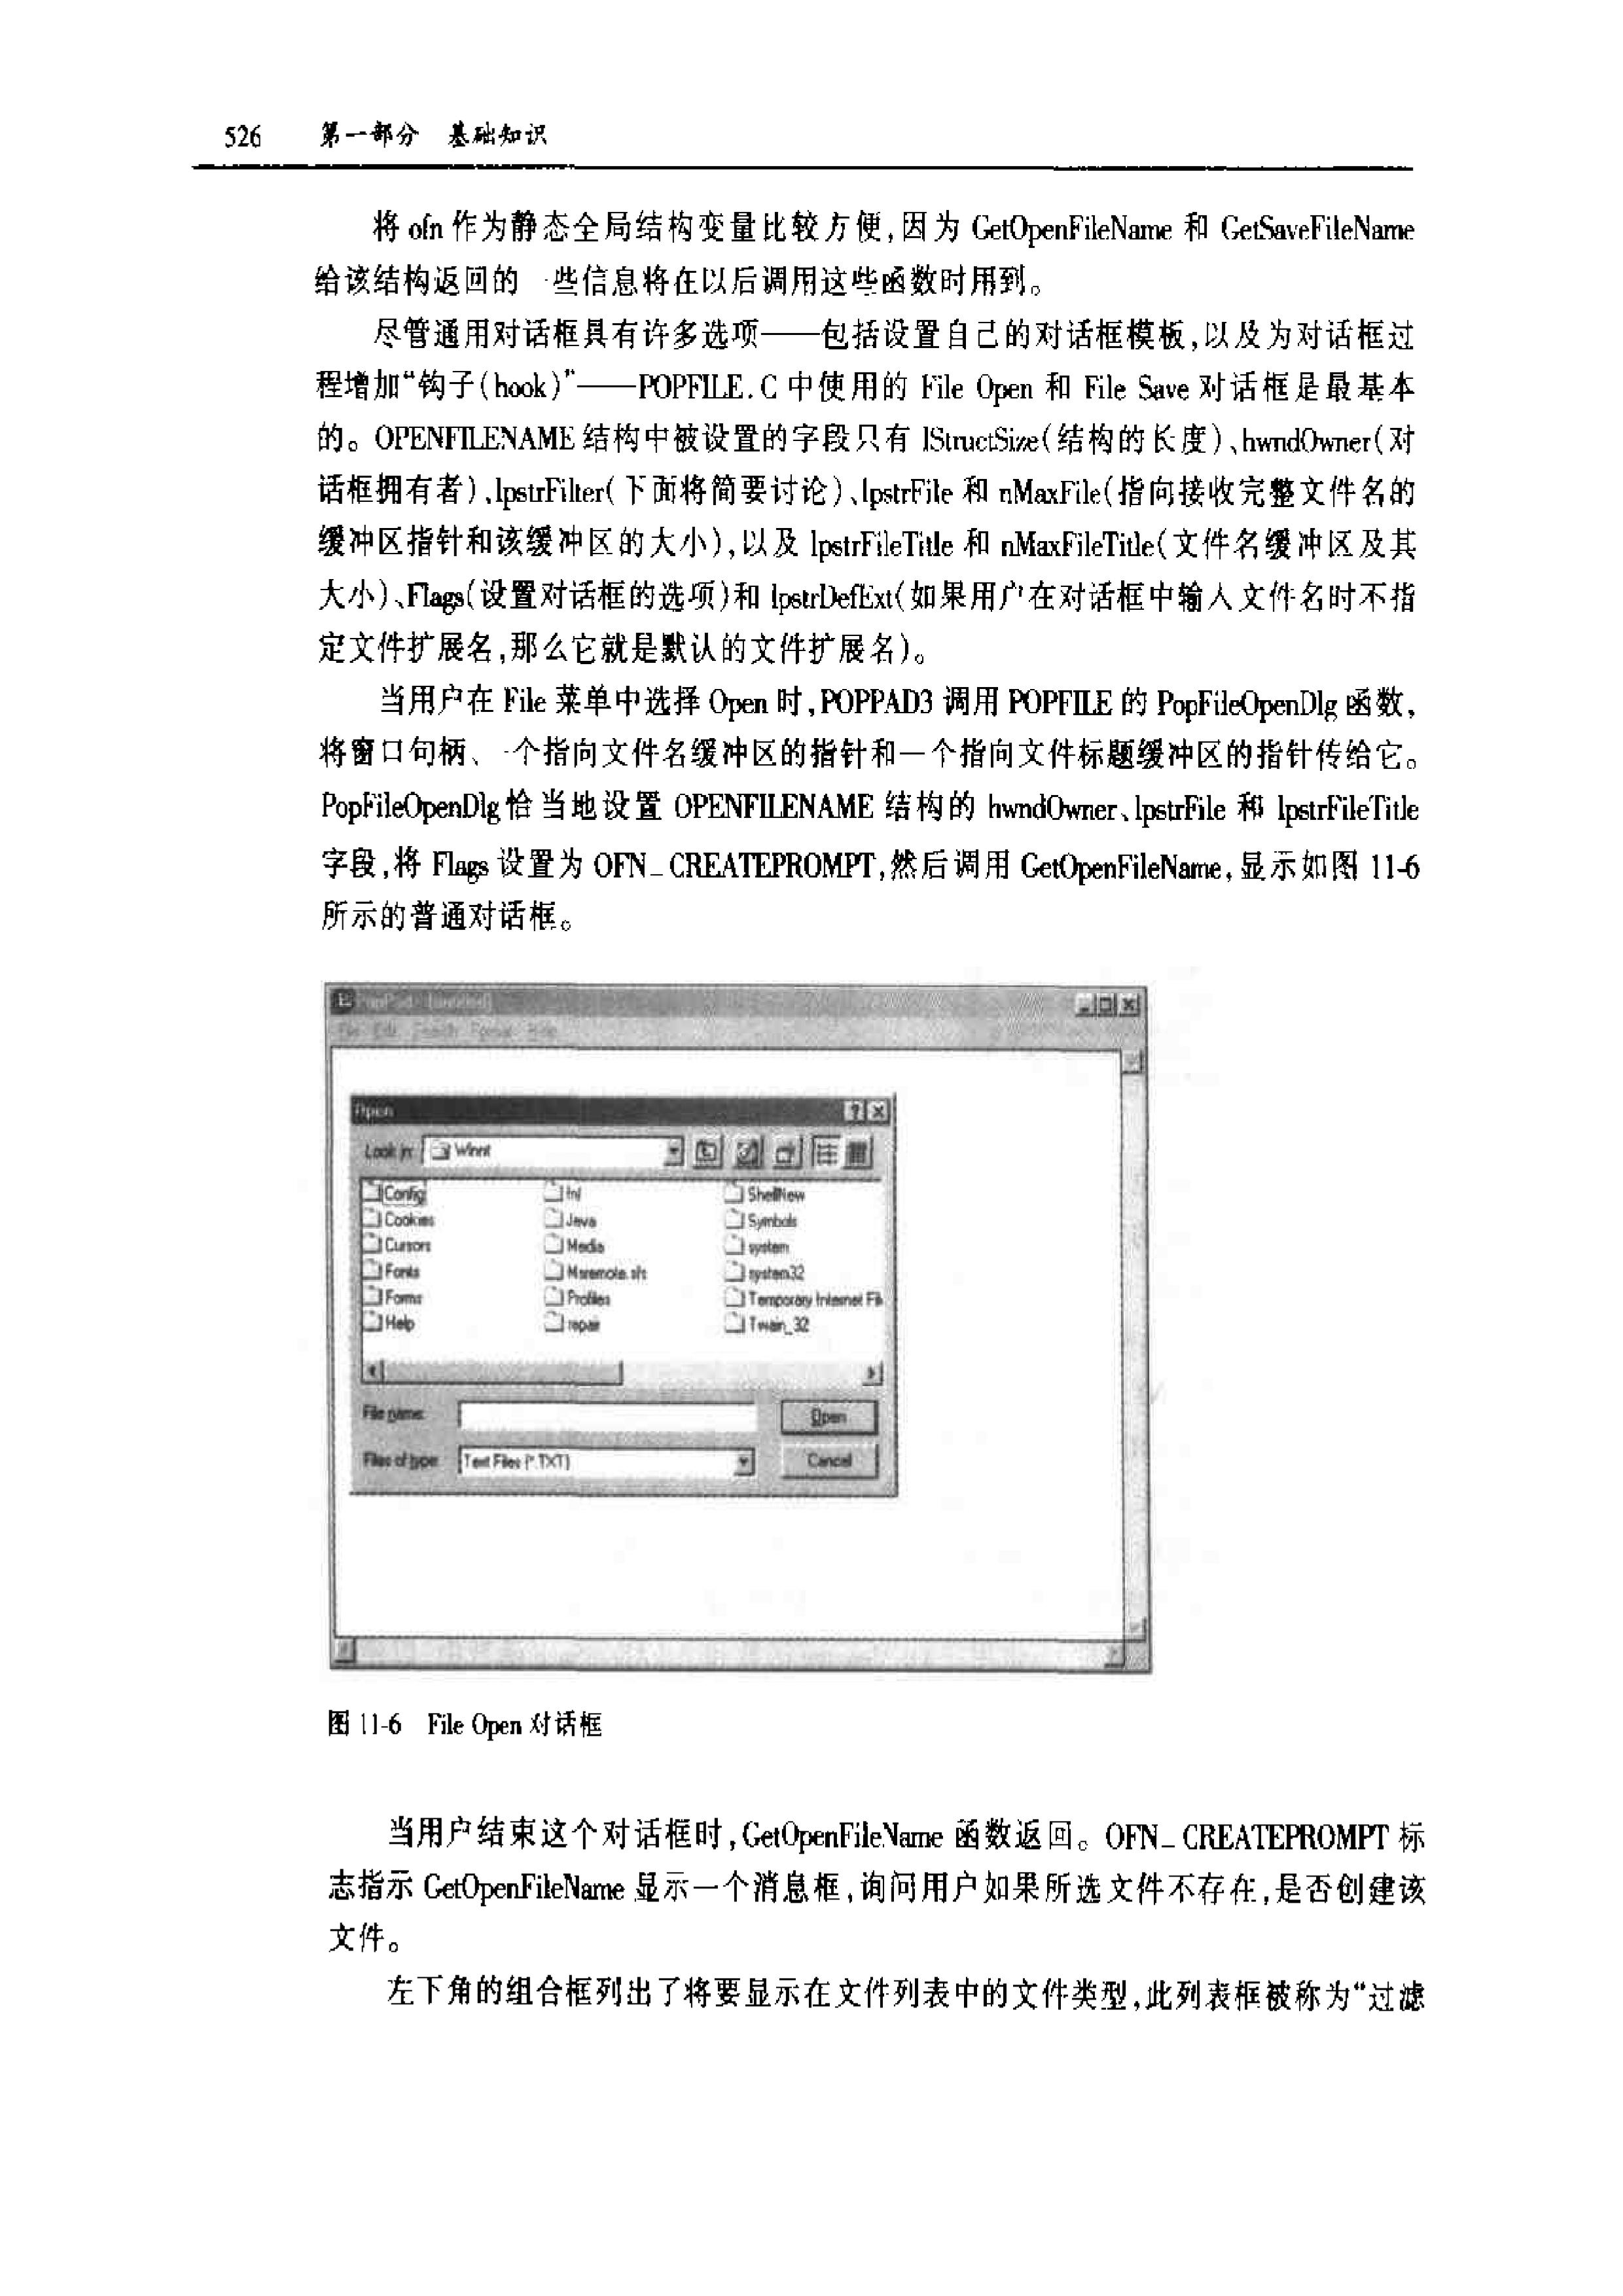 526 第一部分 基础知识
将 ofn 作为静态全局结构变量比较方便,因为 GetOpenFileName 和 GetSaveFileName
给该结构返回的一些信息将在以后调用这些函数时用到。
尽管通用对话框具有许多选项——包括设置自己的对话框模板,以及为对话框过
程增加“钩子(hook)”——POPFILE.C 中使用的 File Open 和 File Save 对话框是最基本
的。OPENFILENAME 结构中被设置的字段只有 lStructSize(结构的长度)、hwndOwner(对
话框拥有者)、lpstrFilter(下面将简要讨论)、lpstrFile 和 nMaxFile(指向接收完整文件名的
缓冲区指针和该缓冲区的大小),以及 lpstrFileTitle 和 nMaxFileTitle(文件名缓冲区及其
大小)、Flags(设置对话框的选项)和 lpstrDefExt(如果用户在对话框中输入文件名时不指
定文件扩展名,那么它就是默认的文件扩展名)。
当用户在 File 菜单中选择 Open 时,POPPAD3 调用 POPFILE 的 PopFileOpenDlg 函数,
将窗口句柄、一个指向文件名缓冲区的指针和一个指向文件标题缓冲区的指针传给它。
PopFileOpenDlg 恰当地设置 OPENFILENAME 结构的 hwndOwner、lpstrFile 和 lpstrFileTitle
字段,将 Flags 设置为 OFN_CREATEPROMPT,然后调用 GetOpenFileName,显示如图 11-6
所示的普通对话框。
Open
Look in: Winnt
Config Inf ShellNew
Cookies Java Symbols
Cursors Media system
Fonts Msremote.sfs system32
Forms Profiles Temporary Internet Fil
Help repair Twain_32
File name: Open
Files of type: Text Files (*.TXT) Cancel
图 11-6 File Open 对话框
当用户结束这个对话框时,GetOpenFileName 函数返回。OFN_CREATEPROMPT 标
志指示 GetOpenFileName 显示一个消息框,询问用户如果所选文件不存在,是否创建该
文件。
左下角的组合框列出了将要显示在文件列表中的文件类型,此列表框被称为“过滤